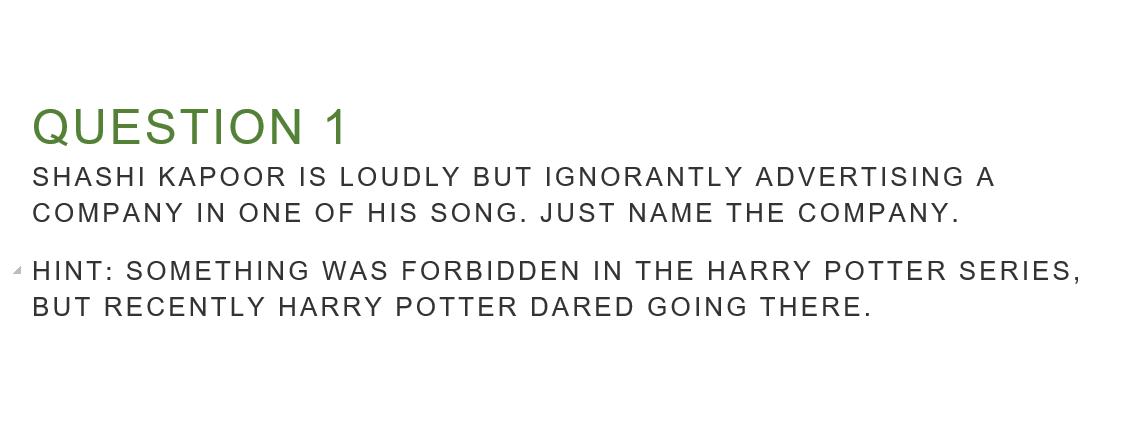 QUESTION 1
SHASHI KAPOOR IS LOUDLY BUT IGNORANTLY ADVERTISING A
COMPANY IN ONE OF HIS SONG. JUST NAME THE COMPANY.
HINT: SOMETHING WAS FORBIDDEN IN THE HARRY POTTER SERIES,
BUT RECENTLY HARRY POTTER DARED GOING THERE.